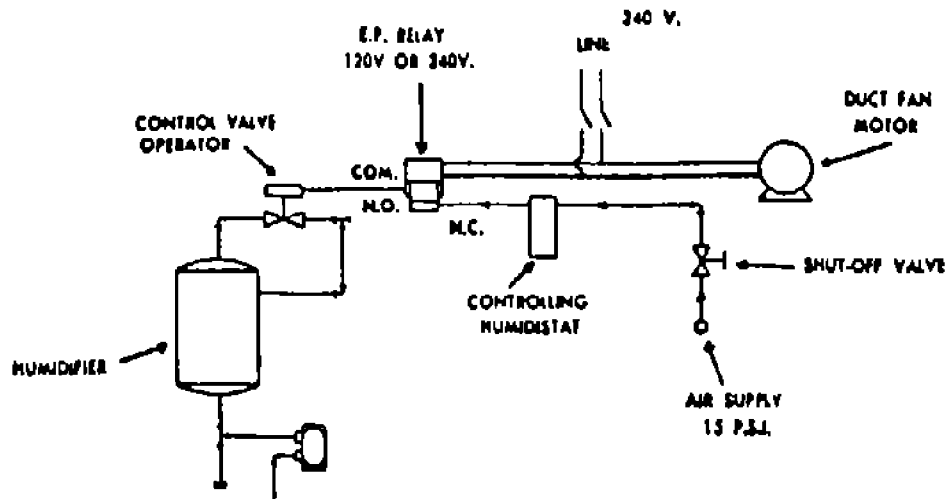 240 V.
LINE
E.P. RELAY
120V OR 240V.
DUCT FAN
MOTOR
CONTROL VALVE
OPERATOR
COM.
N.O.
N.C.
SHUT-OFF VALVE
CONTROLLING
HUMIDISTAT
HUMIDIFIER
AIR SUPPLY
15 P.S.I.